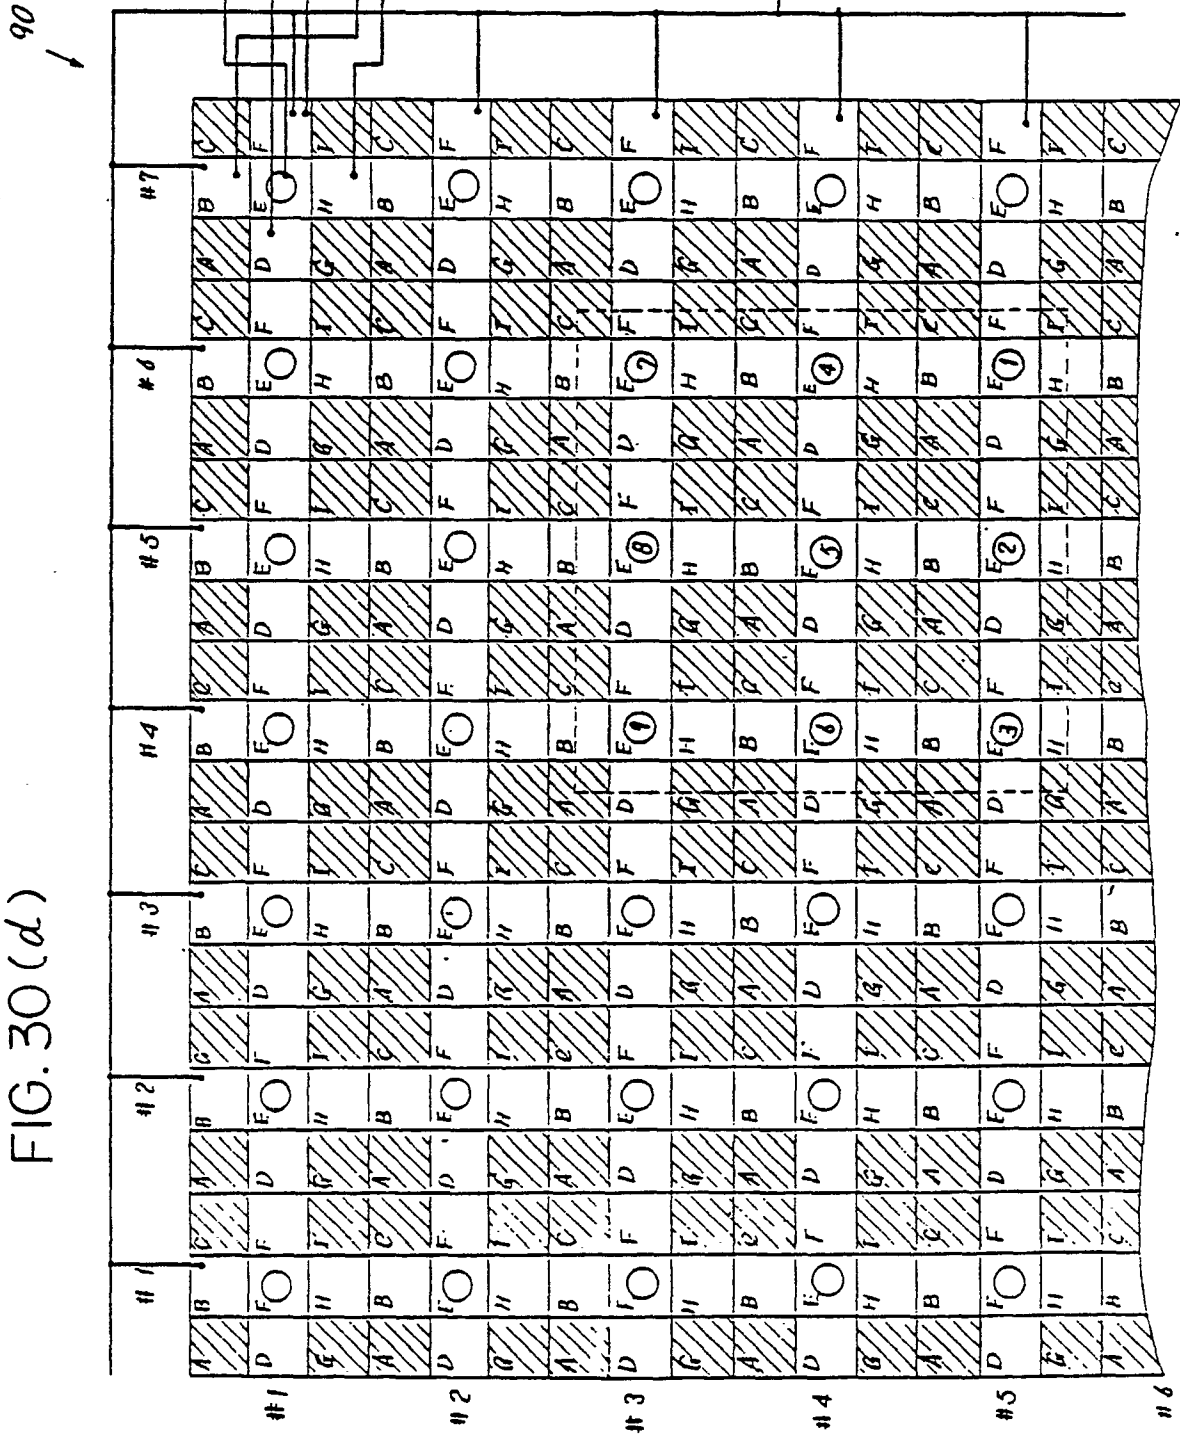 90
FIG. 30(d)
#1 #2 #3 #4 #5 #6 #7
A B C A B C A B C A B C A B C A B C A B C
#1 D E F D E F D E F D E F D E F D E F D E F
G H I G H I G H I G H I G H I G H I G H I
A B C A B C A B C A B C A B C A B C A B C
#2 D E F D E F D E F D E F D E F D E F D E F
G H I G H I G H I G H I G H I G H I G H I
A B C A B C A B C A B C A B C A B C A B C
#3 D E F D E F D E F D E ⑨ F D E ⑧ F D E ⑦ F D E F
G H I G H I G H I G H I G H I G H I G H I
A B C A B C A B C A B C A B C A B C A B C
#4 D E F D E F D E F D E ⑥ F D E ⑤ F D E ④ F D E F
G H I G H I G H I G H I G H I G H I G H I
A B C A B C A B C A B C A B C A B C A B C
#5 D E F D E F D E F D E ③ F D E ② F D E ① F D E F
G H I G H I G H I G H I G H I G H I G H I
#6 A B C A B C A B C A B C A B C A B C A B C